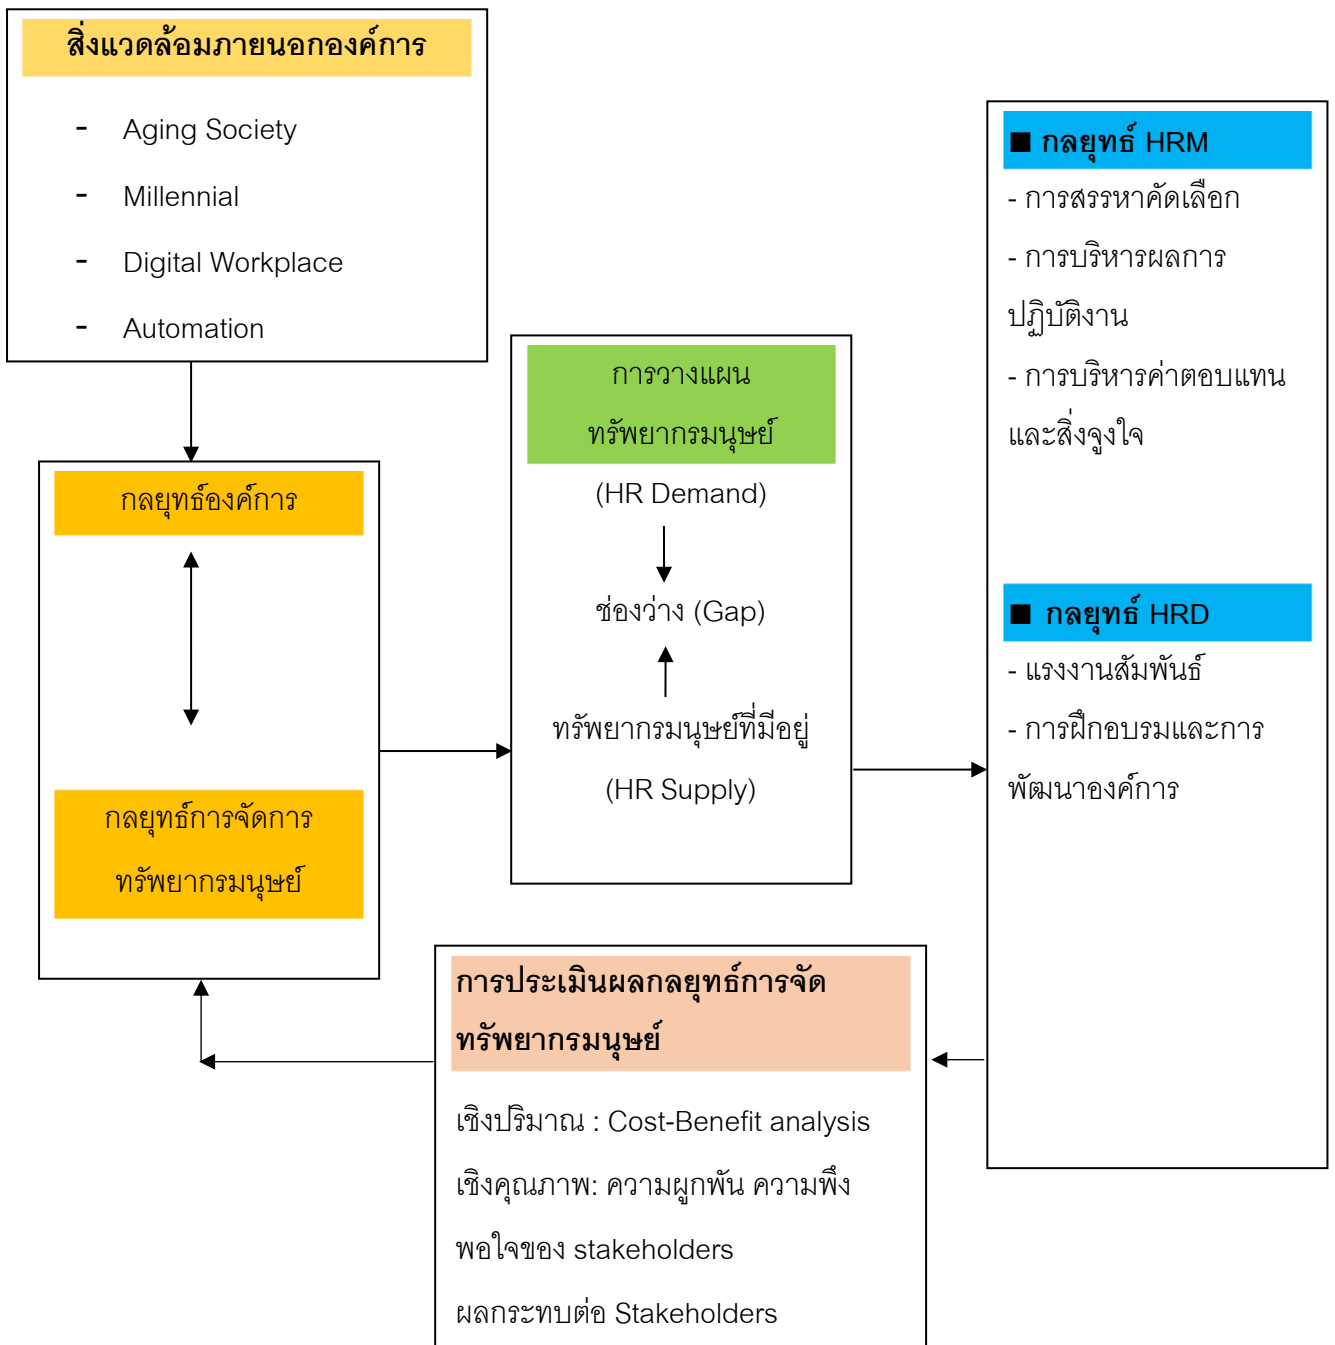 สิ่งแวดล้อมภายนอกองค์การ
- Aging Society
- Millennial
- Digital Workplace
- Automation
กลยุทธ์องค์การ
กลยุทธ์การจัดการ
ทรัพยากรมนุษย์
การวางแผน
ทรัพยากรมนุษย์
(HR Demand)
ช่องว่าง (Gap)
ทรัพยากรมนุษย์ที่มีอยู่
(HR Supply)
■ กลยุทธ์ HRM
- การสรรหาคัดเลือก
- การบริหารผลการ
ปฏิบัติงาน
- การบริหารค่าตอบแทน
และสิ่งจูงใจ
■ กลยุทธ์ HRD
- แรงงานสัมพันธ์
- การฝึกอบรมและการ
พัฒนาองค์การ
การประเมินผลกลยุทธ์การจัด
ทรัพยากรมนุษย์
เชิงปริมาณ : Cost-Benefit analysis
เชิงคุณภาพ: ความผูกพัน ความพึง
พอใจของ stakeholders
ผลกระทบต่อ Stakeholders